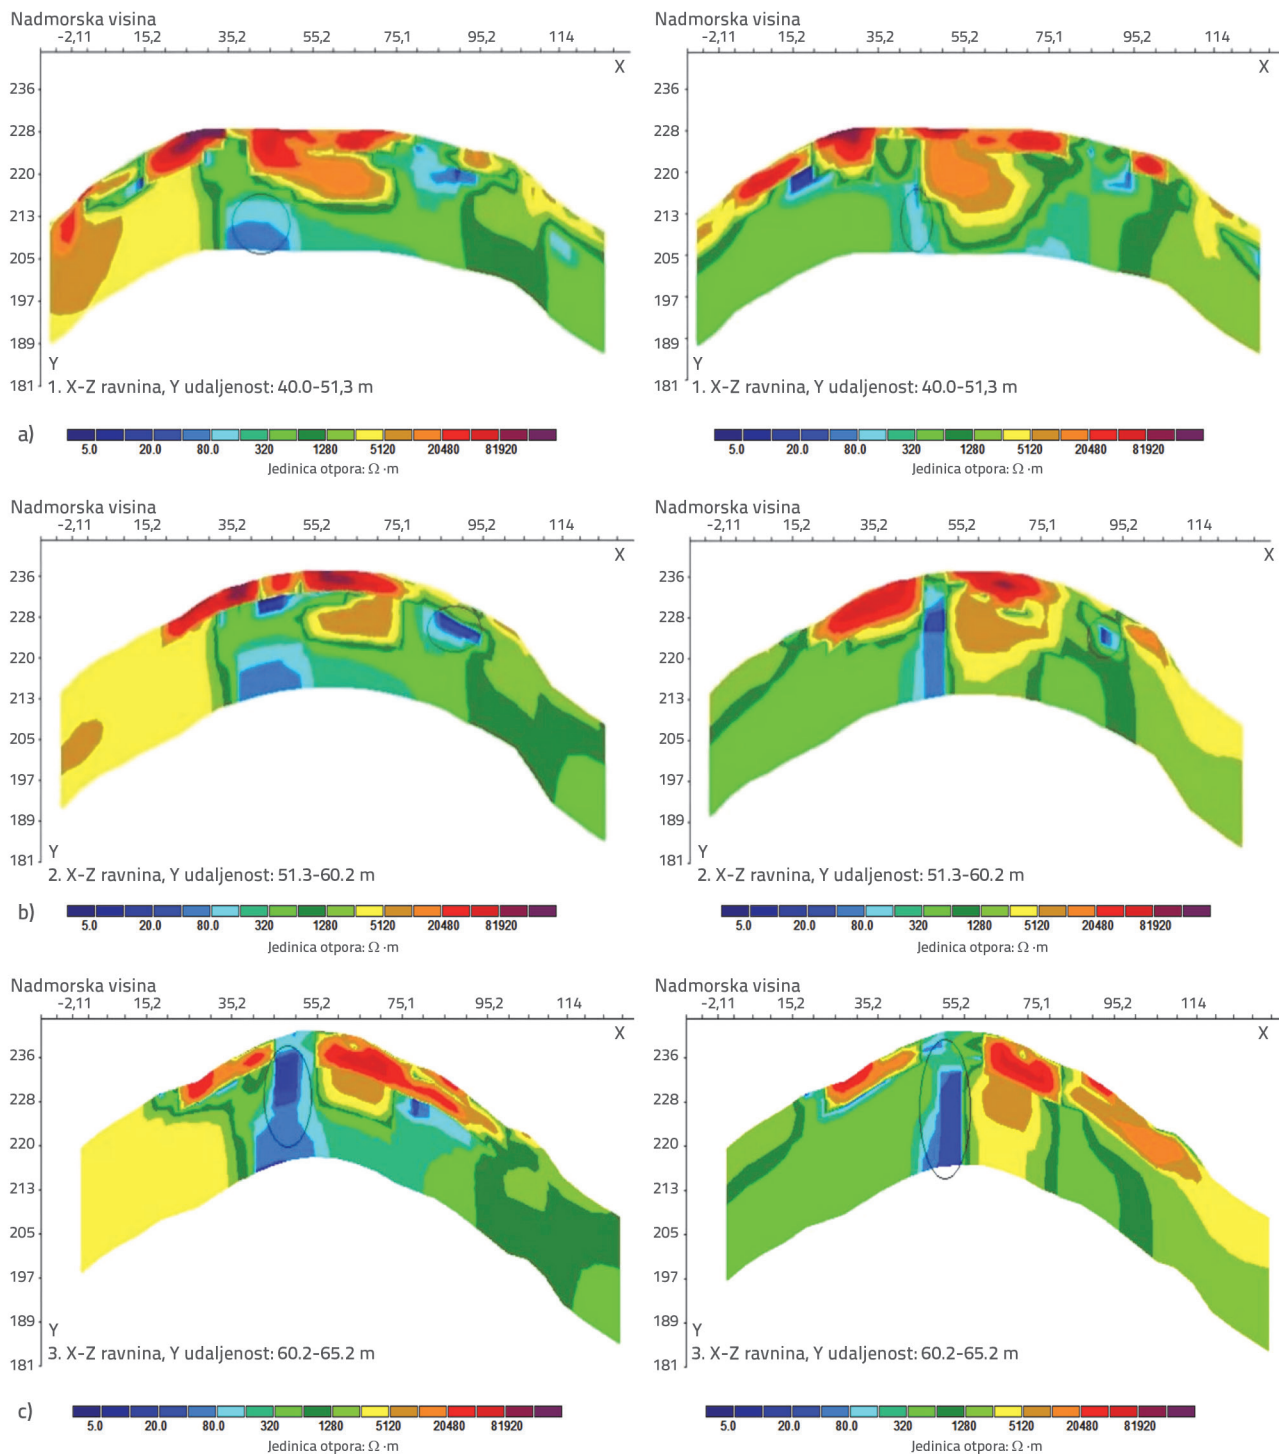 Nadmorska visina
-2,11 15,2 35,2 55,2 75,1 95,2 114
X
236
228
220
213
205
197
189
181
Y
1. X-Z ravnina, Y udaljenost: 40.0-51,3 m
Nadmorska visina
-2,11 15,2 35,2 55,2 75,1 95,2 114
X
236
228
220
213
205
197
189
181
Y
1. X-Z ravnina, Y udaljenost: 40.0-51,3 m
a)
5.0 20.0 80.0 320 1280 5120 20480 81920
Jedinica otpora: Ω ·m
5.0 20.0 80.0 320 1280 5120 20480 81920
Jedinica otpora: Ω ·m
Nadmorska visina
-2,11 15,2 35,2 55,2 75,1 95,2 114
X
236
228
220
213
205
197
189
181
Y
2. X-Z ravnina, Y udaljenost: 51.3-60.2 m
Nadmorska visina
-2,11 15,2 35,2 55,2 75,1 95,2 114
X
236
228
220
213
205
197
189
181
Y
2. X-Z ravnina, Y udaljenost: 51.3-60.2 m
b)
5.0 20.0 80.0 320 1280 5120 20480 81920
Jedinica otpora: Ω ·m
5.0 20.0 80.0 320 1280 5120 20480 81920
Jedinica otpora: Ω ·m
Nadmorska visina
-2,11 15,2 35,2 55,2 75,1 95,2 114
X
236
228
220
213
205
197
189
181
Y
3. X-Z ravnina, Y udaljenost: 60.2-65.2 m
Nadmorska visina
-2,11 15,2 35,2 55,2 75,1 95,2 114
X
236
228
220
213
205
197
189
181
Y
3. X-Z ravnina, Y udaljenost: 60.2-65.2 m
c)
5.0 20.0 80.0 320 1280 5120 20480 81920
Jedinica otpora: Ω ·m
5.0 20.0 80.0 320 1280 5120 20480 81920
Jedinica otpora: Ω ·m